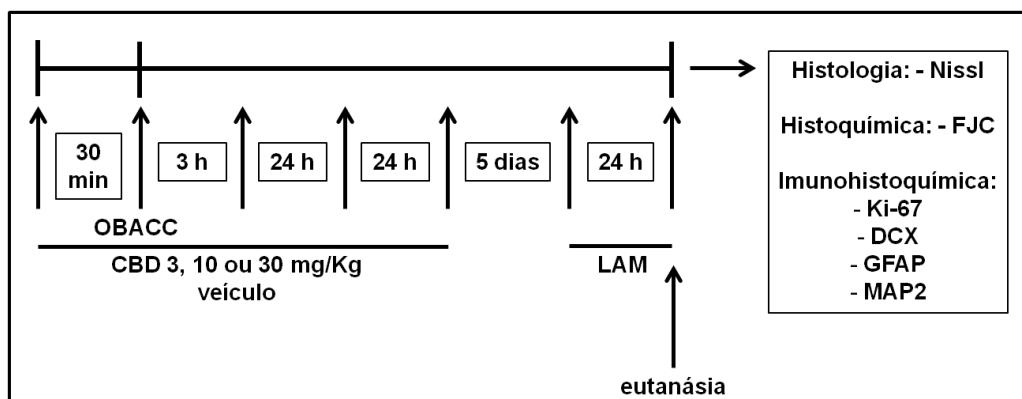 30
min
3 h
24 h
24 h
5 dias
24 h
OBACC
CBD 3, 10 ou 30 mg/Kg
veículo
LAM
eutanásia
Histologia: - Nissl
Histoquímica: - FJC
Imunohistoquímica:
- Ki-67
- DCX
- GFAP
- MAP2